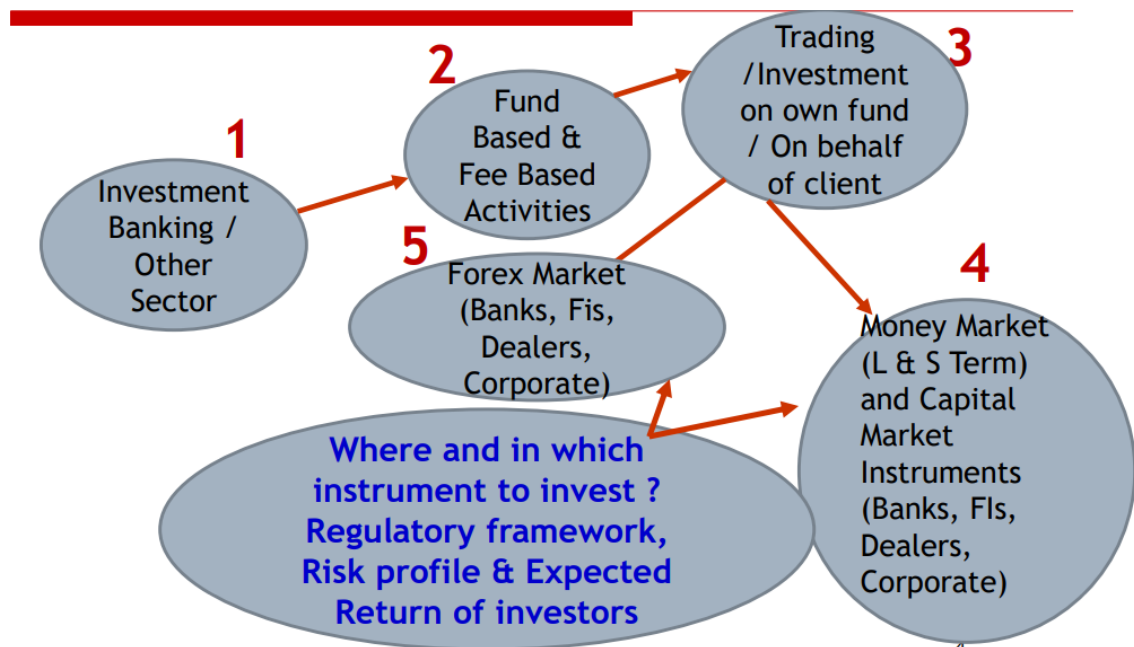 1
Investment
Banking /
Other
Sector
2
Fund
Based &
Fee Based
Activities
3
Trading
/Investment
on own fund
/ On behalf
of client
4
Money Market
(L & S Term)
and Capital
Market
Instruments
(Banks, FIs,
Dealers,
Corporate)
5
Forex Market
(Banks, Fis,
Dealers,
Corporate)
Where and in which
instrument to invest ?
Regulatory framework,
Risk profile & Expected
Return of investors